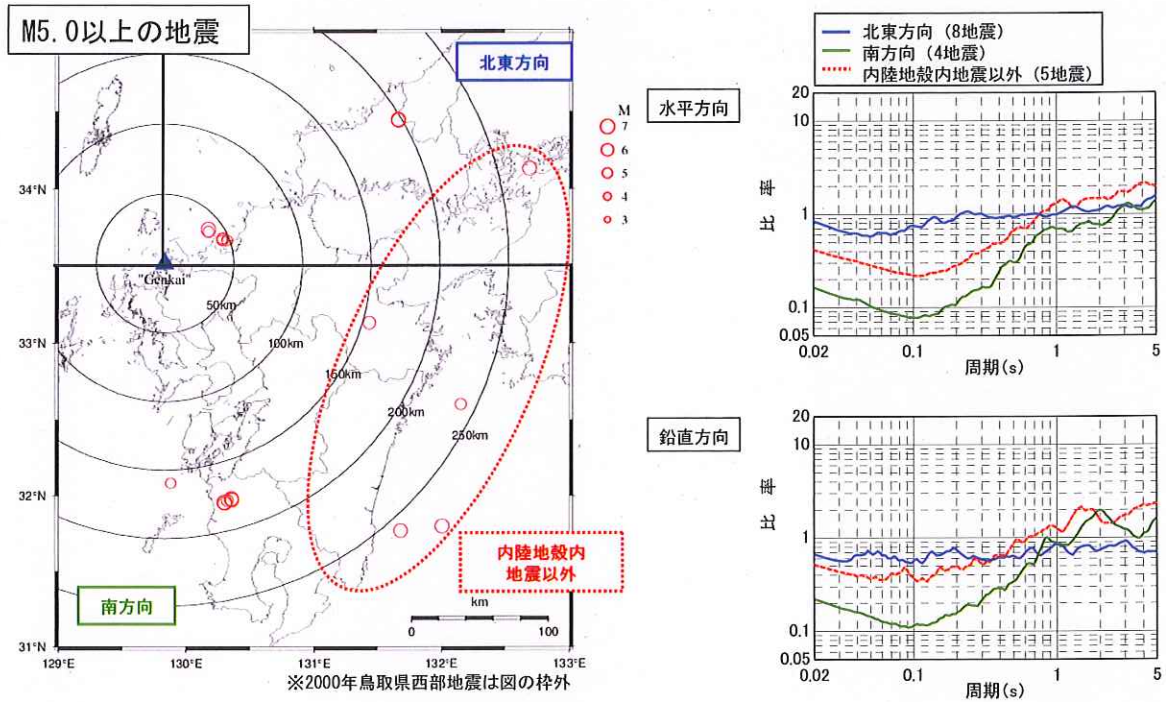 M5.0以上の地震
北東方向
M
7
6
5
4
3
34°N
33°N
32°N
31°N
"Genkai"
50km
100km
150km
200km
250km
内陸地殻内
地震以外
南方向
km
0
100
129°E
130°E
131°E
132°E
133°E
※2000年鳥取県西部地震は図の枠外
北東方向（8地震）
南方向（4地震）
内陸地殻内地震以外（5地震）
水平方向
20
10
1
0.1
0.05
比 率
0.02
0.1
1
5
周期(s)
鉛直方向
20
10
1
0.1
0.05
比 率
0.02
0.1
1
5
周期(s)